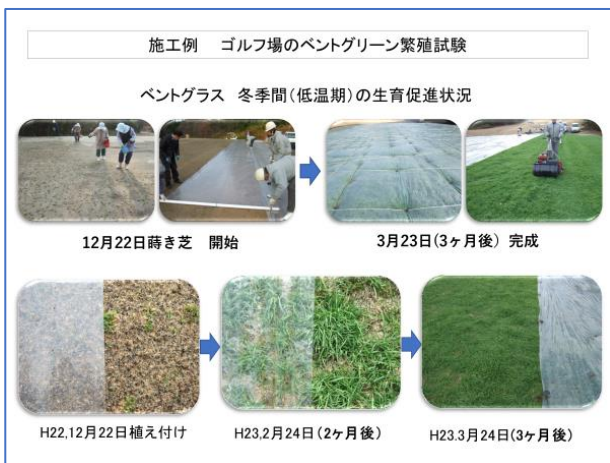 施工例　ゴルフ場のベントグリーン繁殖試験
ベントグラス　冬季間(低温期)の生育促進状況
12月22日蒔き芝　開始
3月23日(3ヶ月後)　完成
H22,12月22日植え付け
H23,2月24日(2ヶ月後)
H23.3月24日(3ヶ月後)